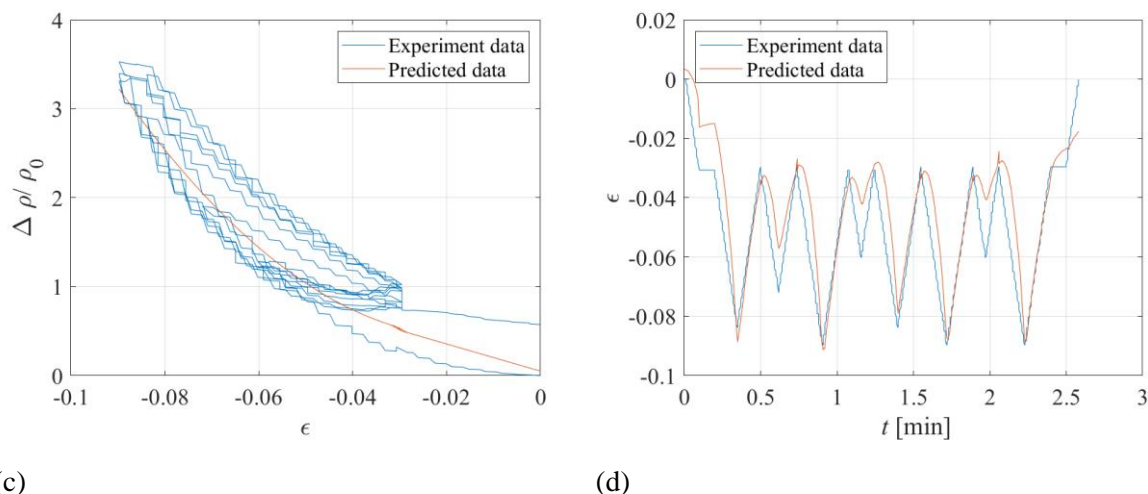 4
3
2
1
0
Δ ρ/ ρ0
-0.1
-0.08
-0.06
-0.04
-0.02
0
ϵ
Experiment data
Predicted data
0.02
0
-0.02
-0.04
-0.06
-0.08
-0.1
ϵ
0
0.5
1
1.5
2
2.5
3
t [min]
Experiment data
Predicted data
(c)
(d)